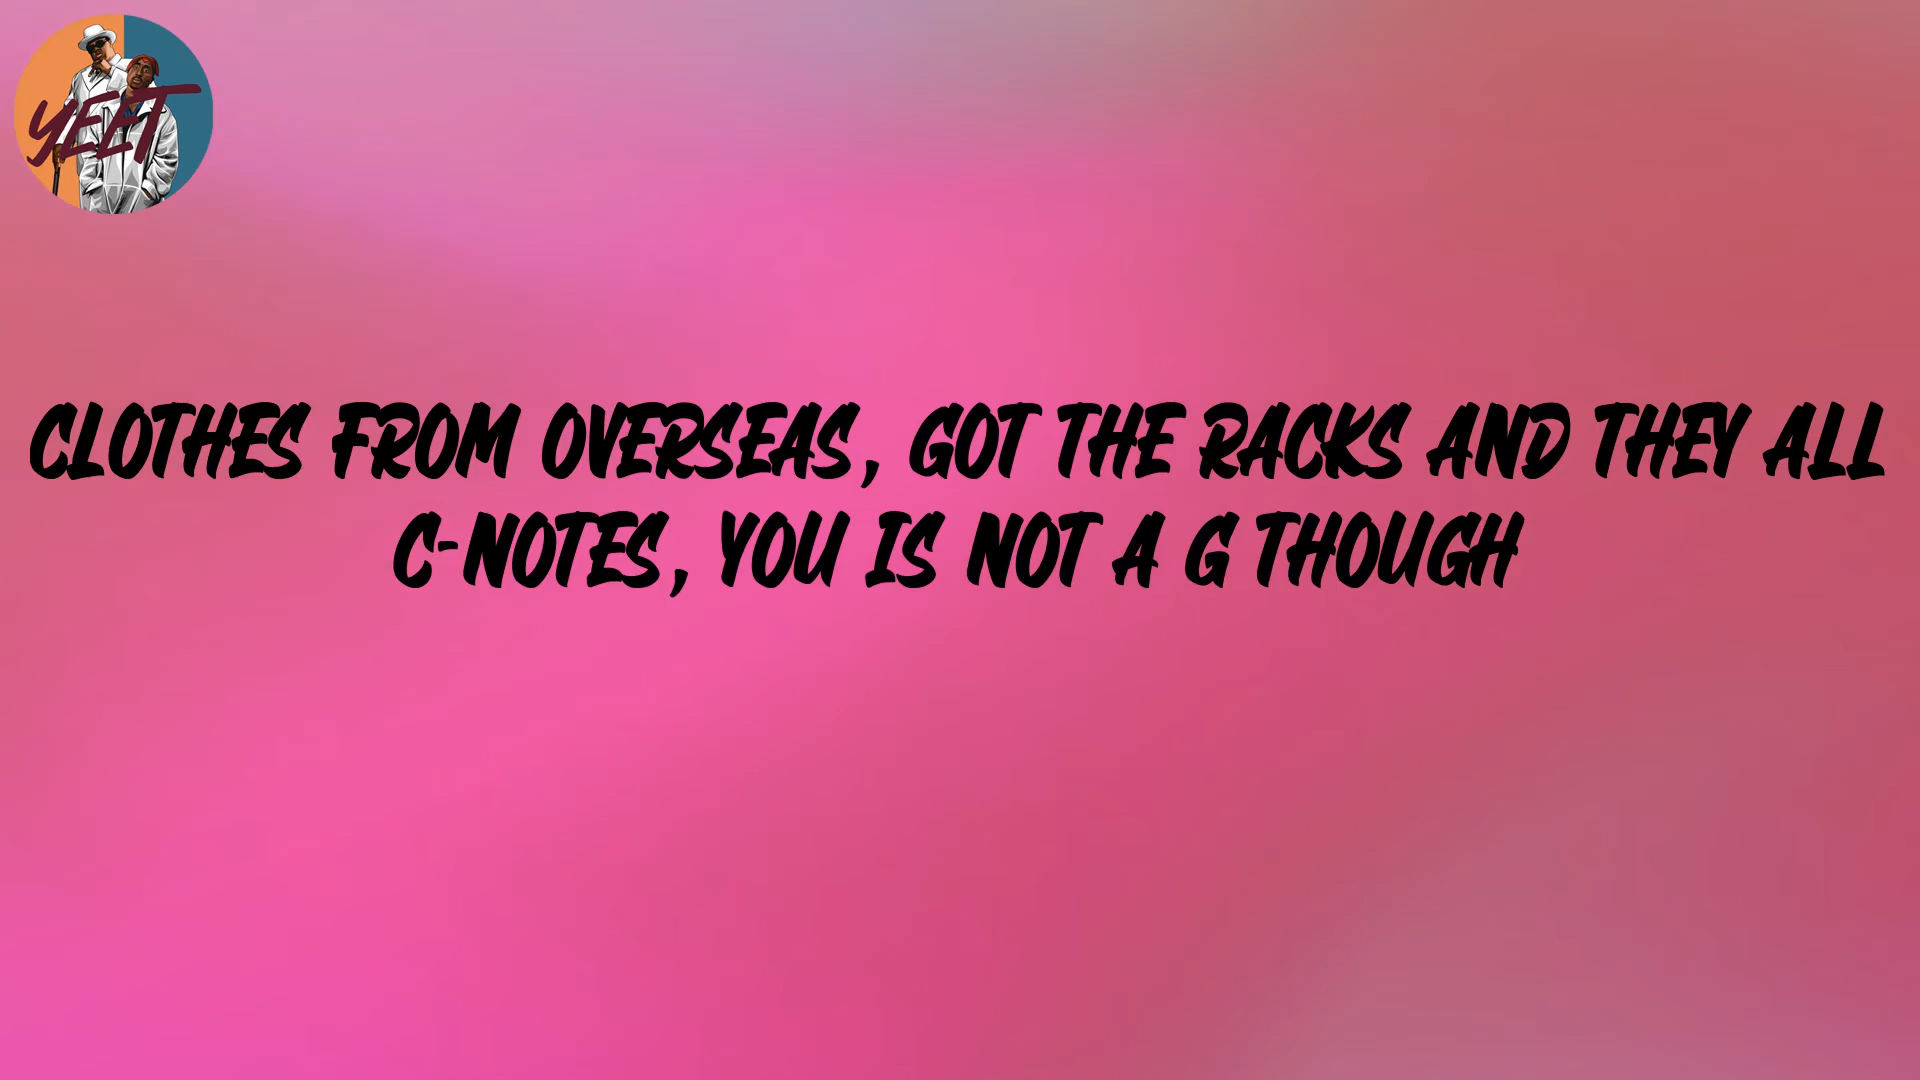 YEET
CLOTHES FROM OVERSEAS, GOT THE RACKS AND THEY ALL
C-NOTES, YOU IS NOT A G THOUGH